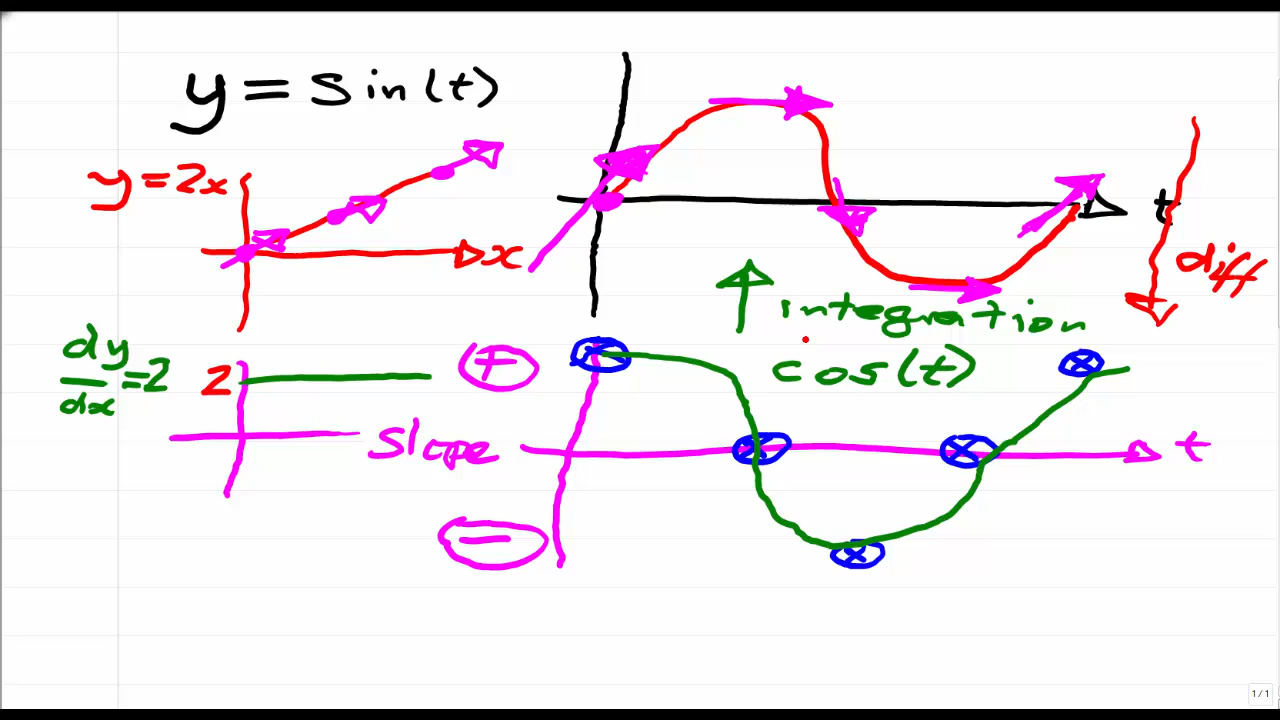 y = sin(t)
y = 2x
x
t
diff
integration
dy/dx = 2
2
+
cos(t)
slope
t
−
1/1